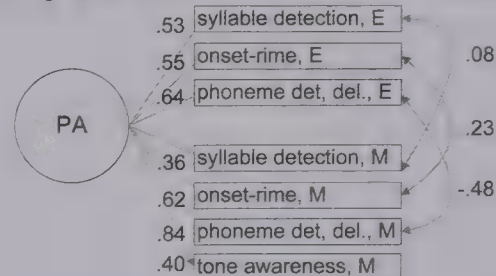 .53 syllable detection, E
.08
.55 onset-rime, E
.64 phoneme det, del., E
PA
.23
.36 syllable detection, M
-.48
.62 onset-rime, M
.84 phoneme det, del., M
.40 tone awareness, M